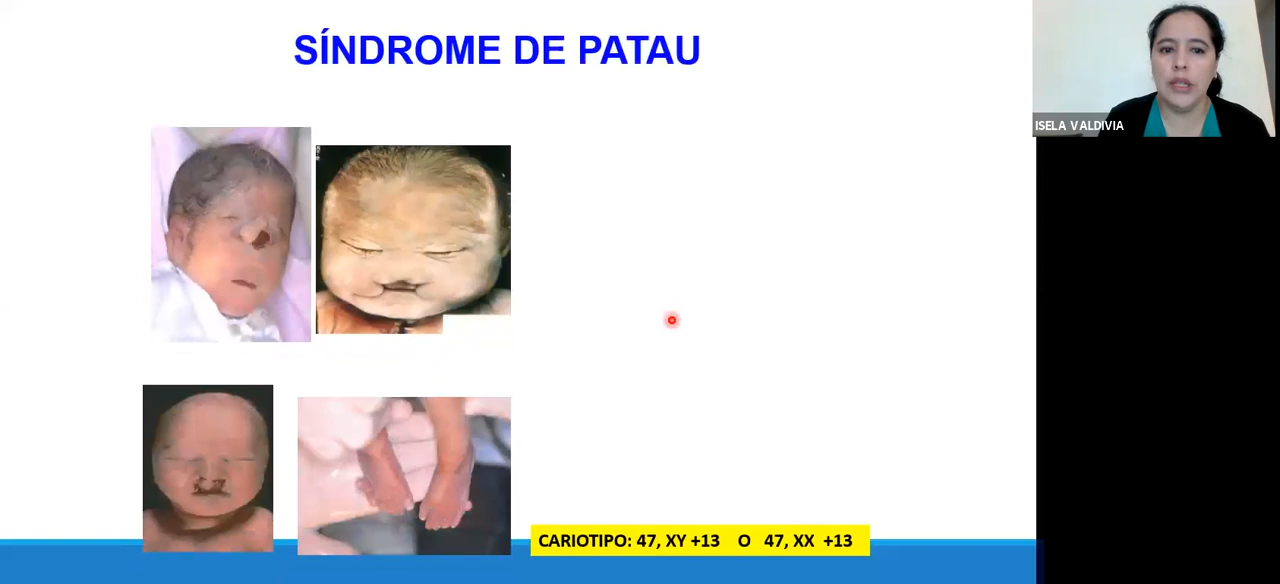 SÍNDROME DE PATAU
ISELA VALDIVIA
CARIOTIPO: 47, XY +13 O 47, XX +13